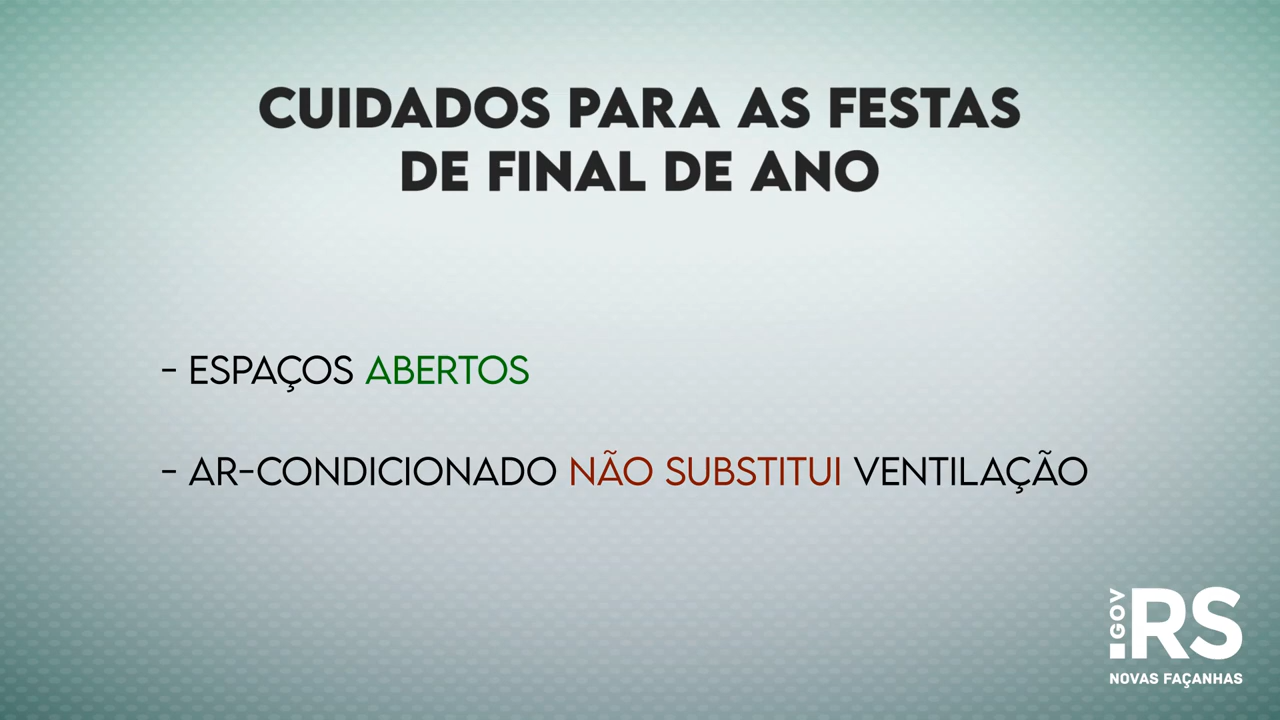 CUIDADOS PARA AS FESTAS
DE FINAL DE ANO
- ESPAÇOS ABERTOS
- AR-CONDICIONADO NÃO SUBSTITUI VENTILAÇÃO
.GOV RS
NOVAS FAÇANHAS